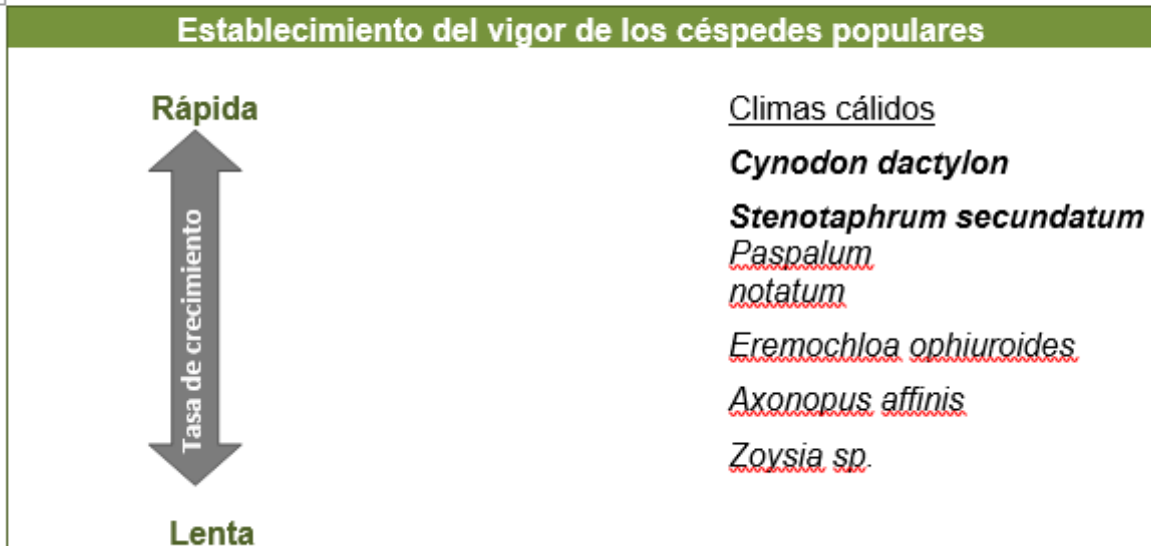 Establecimiento del vigor de los céspedes populares
Rápida
Tasa de crecimiento
Lenta
Climas cálidos
Cynodon dactylon
Stenotaphrum secundatum
Paspalum
notatum
Eremochloa ophiuroides
Axonopus affinis
Zoysia sp.